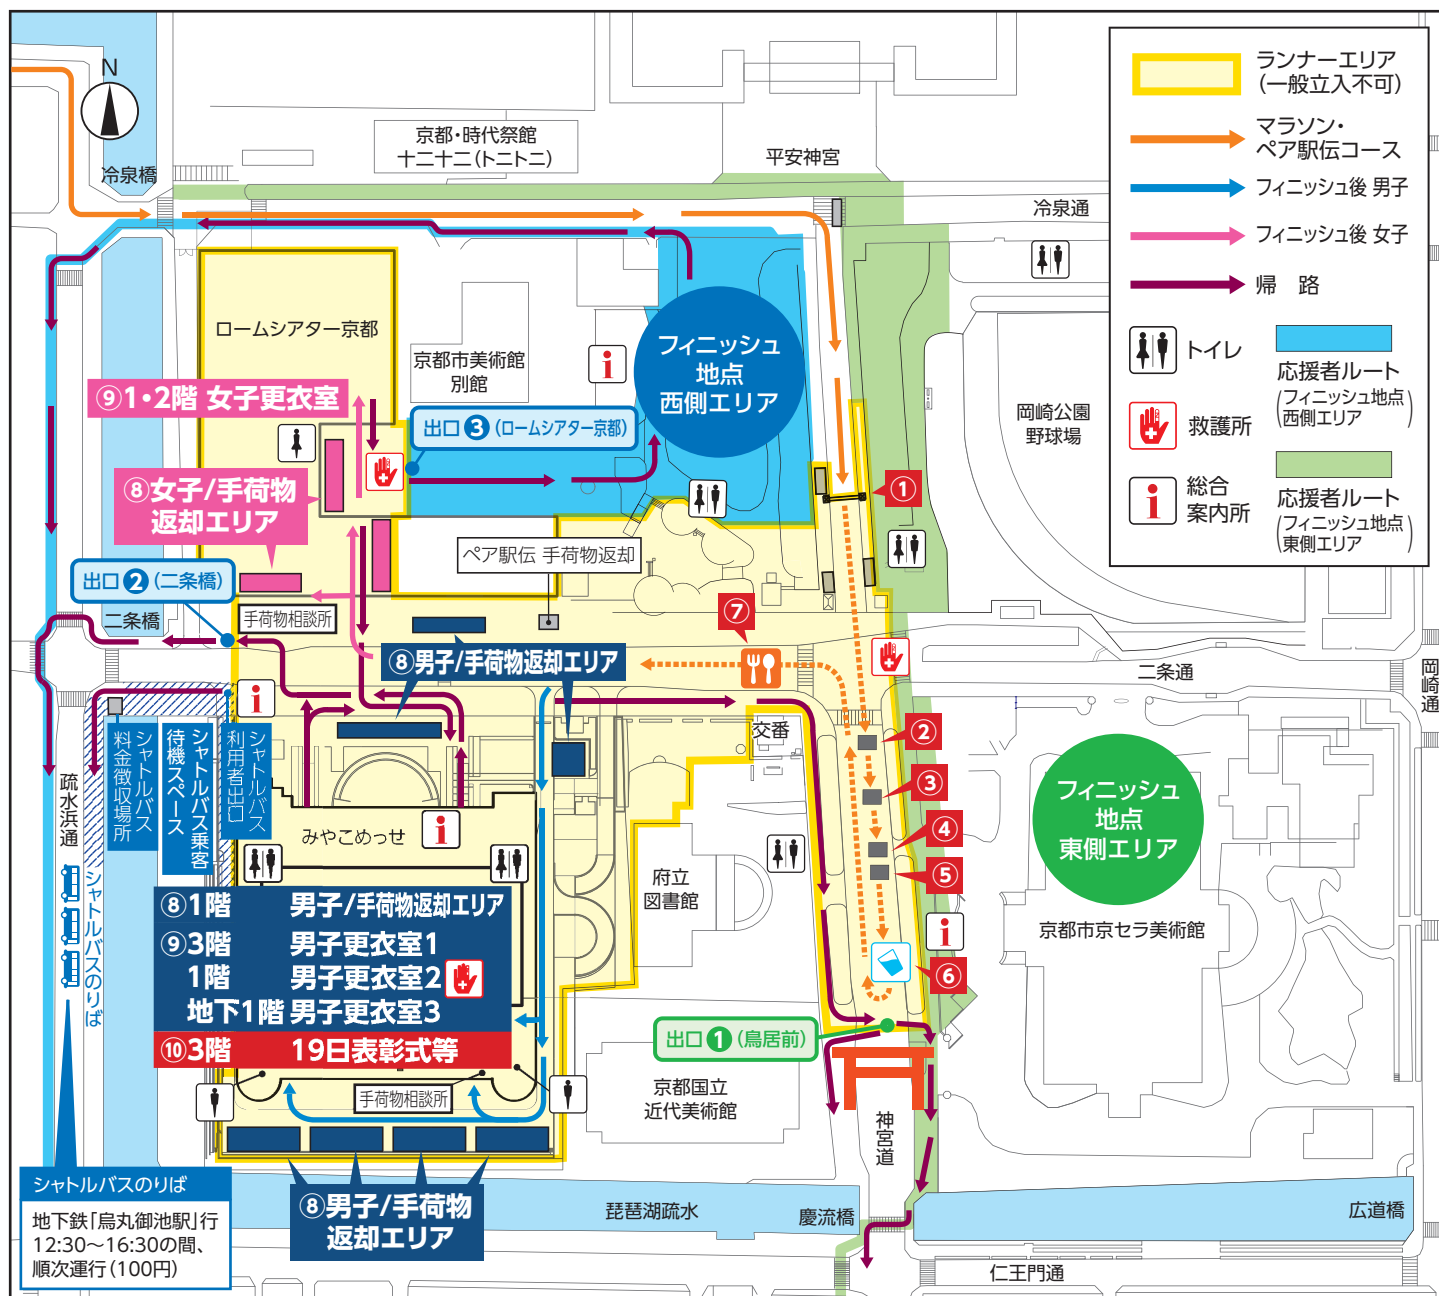 N
冷泉橋
京都・時代祭館
十二十二(トニトニ)
平安神宮
冷泉通
ランナーエリア
(一般立入不可)
マラソン・
ペア駅伝コース
フィニッシュ後 男子
フィニッシュ後 女子
帰 路
トイレ
救護所
総合
案内所
応援者ルート
(フィニッシュ地点
西側エリア)
応援者ルート
(フィニッシュ地点
東側エリア)
ロームシアター京都
京都市美術館
別館
フィニッシュ
地点
西側エリア
岡崎公園
野球場
⑨1・2階 女子更衣室
出口❸(ロームシアター京都)
⑧女子/手荷物
返却エリア
①
ペア駅伝 手荷物返却
出口❷(二条橋)
二条橋
手荷物相談所
⑦
⑧男子/手荷物返却エリア
二条通
岡崎通
交番
②
③
④
⑤
⑥
フィニッシュ
地点
東側エリア
京都市京セラ美術館
シャトルバス
料金徴収場所
シャトルバス乗客
待機スペース
シャトルバス
利用者出口
疏水浜通
シャトルバスのりば
みやこめっせ
府立
図書館
⑧1階 男子/手荷物返却エリア
⑨3階 男子更衣室1
1階 男子更衣室2
地下1階 男子更衣室3
⑩3階 19日表彰式等
出口❶(鳥居前)
手荷物相談所
京都国立
近代美術館
神宮道
シャトルバスのりば
地下鉄「烏丸御池駅」行
12:30〜16:30の間、
順次運行(100円)
⑧男子/手荷物
返却エリア
琵琶湖疏水
慶流橋
広道橋
仁王門通